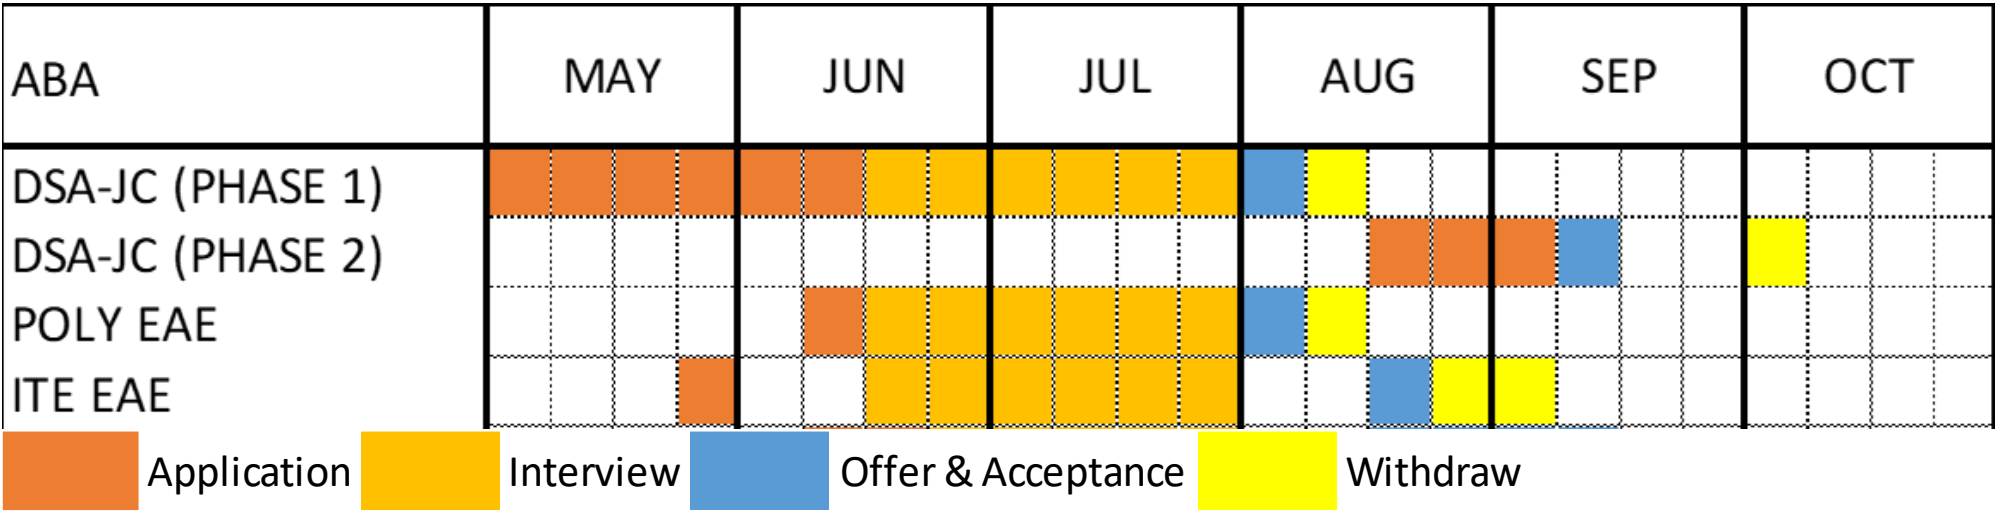 ABA MAY JUN JUL AUG SEP OCT
DSA-JC (PHASE 1)
DSA-JC (PHASE 2)
POLY EAE
ITE EAE
Application Interview Offer & Acceptance Withdraw